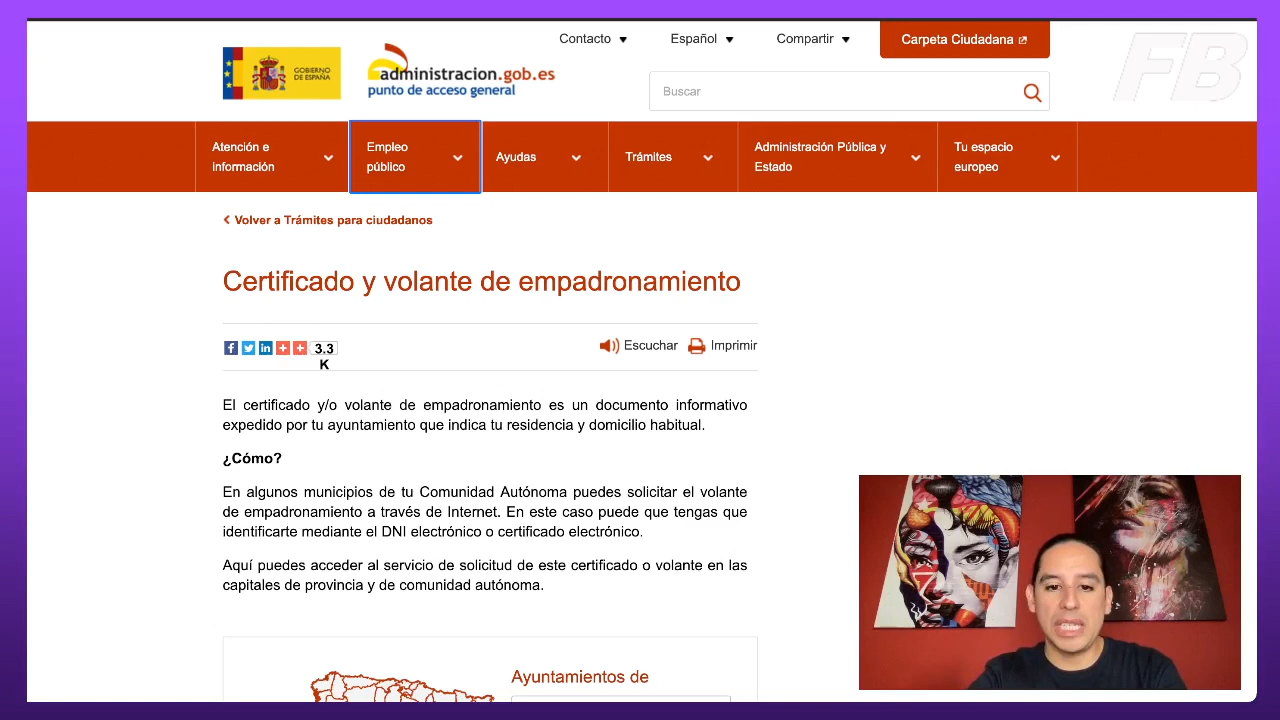 Contacto
Español
Compartir
Carpeta Ciudadana
GOBIERNO
DE ESPAÑA
administracion.gob.es
punto de acceso general
Buscar
FB
Atención e
información
Empleo
público
Ayudas
Trámites
Administración Pública y
Estado
Tu espacio
europeo
Volver a Trámites para ciudadanos
Certificado y volante de empadronamiento
3.3
K
Escuchar
Imprimir
El certificado y/o volante de empadronamiento es un documento informativo
expedido por tu ayuntamiento que indica tu residencia y domicilio habitual.
¿Cómo?
En algunos municipios de tu Comunidad Autónoma puedes solicitar el volante
de empadronamiento a través de Internet. En este caso puede que tengas que
identificarte mediante el DNI electrónico o certificado electrónico.
Aquí puedes acceder al servicio de solicitud de este certificado o volante en las
capitales de provincia y de comunidad autónoma.
Ayuntamientos de